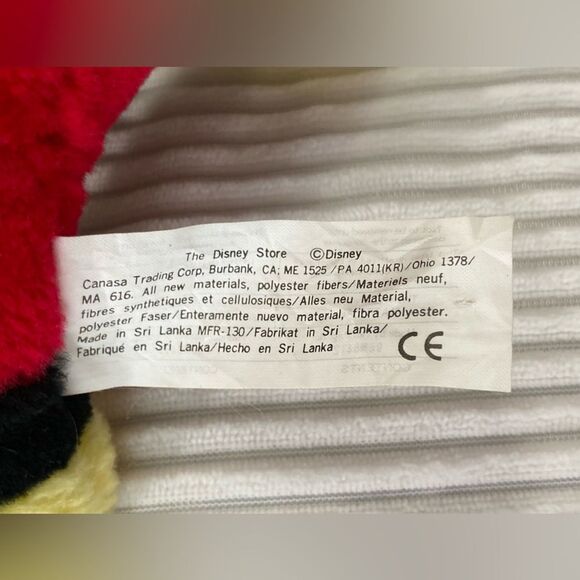 The Disney Store ©Disney
Canasa Trading Corp, Burbank, CA; ME 1525 /PA 4011(KR)/Ohio 1378/
MA 616. All new materials, polyester fibers/Materiels neuf,
fibres synthetiques et cellulosiques/Alles neu Material,
polyester Faser/Enteramente nuevo material, fibra polyester.
Made in Sri Lanka MFR-130/Fabrikat in Sri Lanka/
Fabriqué en Sri Lanka/Hecho en Sri Lanka CE